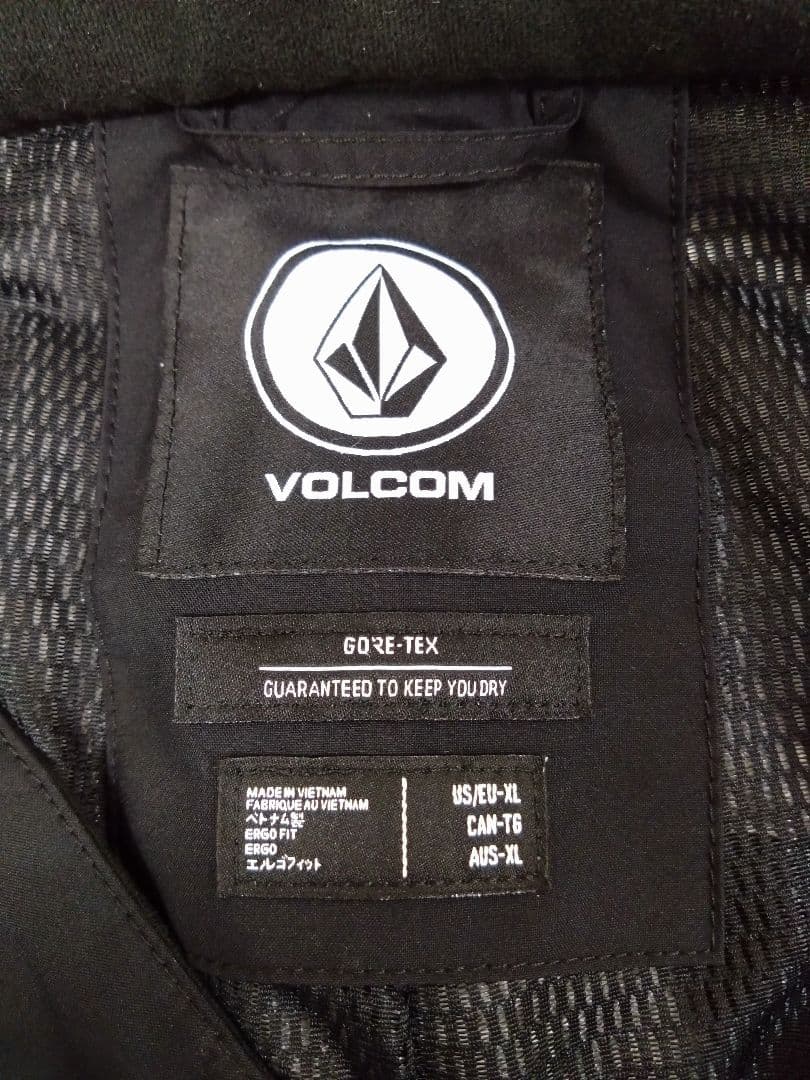 VOLCOM
GORE-TEX
GUARANTEED TO KEEP YOU DRY
MADE IN VIETNAM
FABRIQUE AU VIETNAM
ベトナム製
ERGO FIT
ERGO
エルゴフィット
US/EU-XL
CAN-TG
AUS-XL